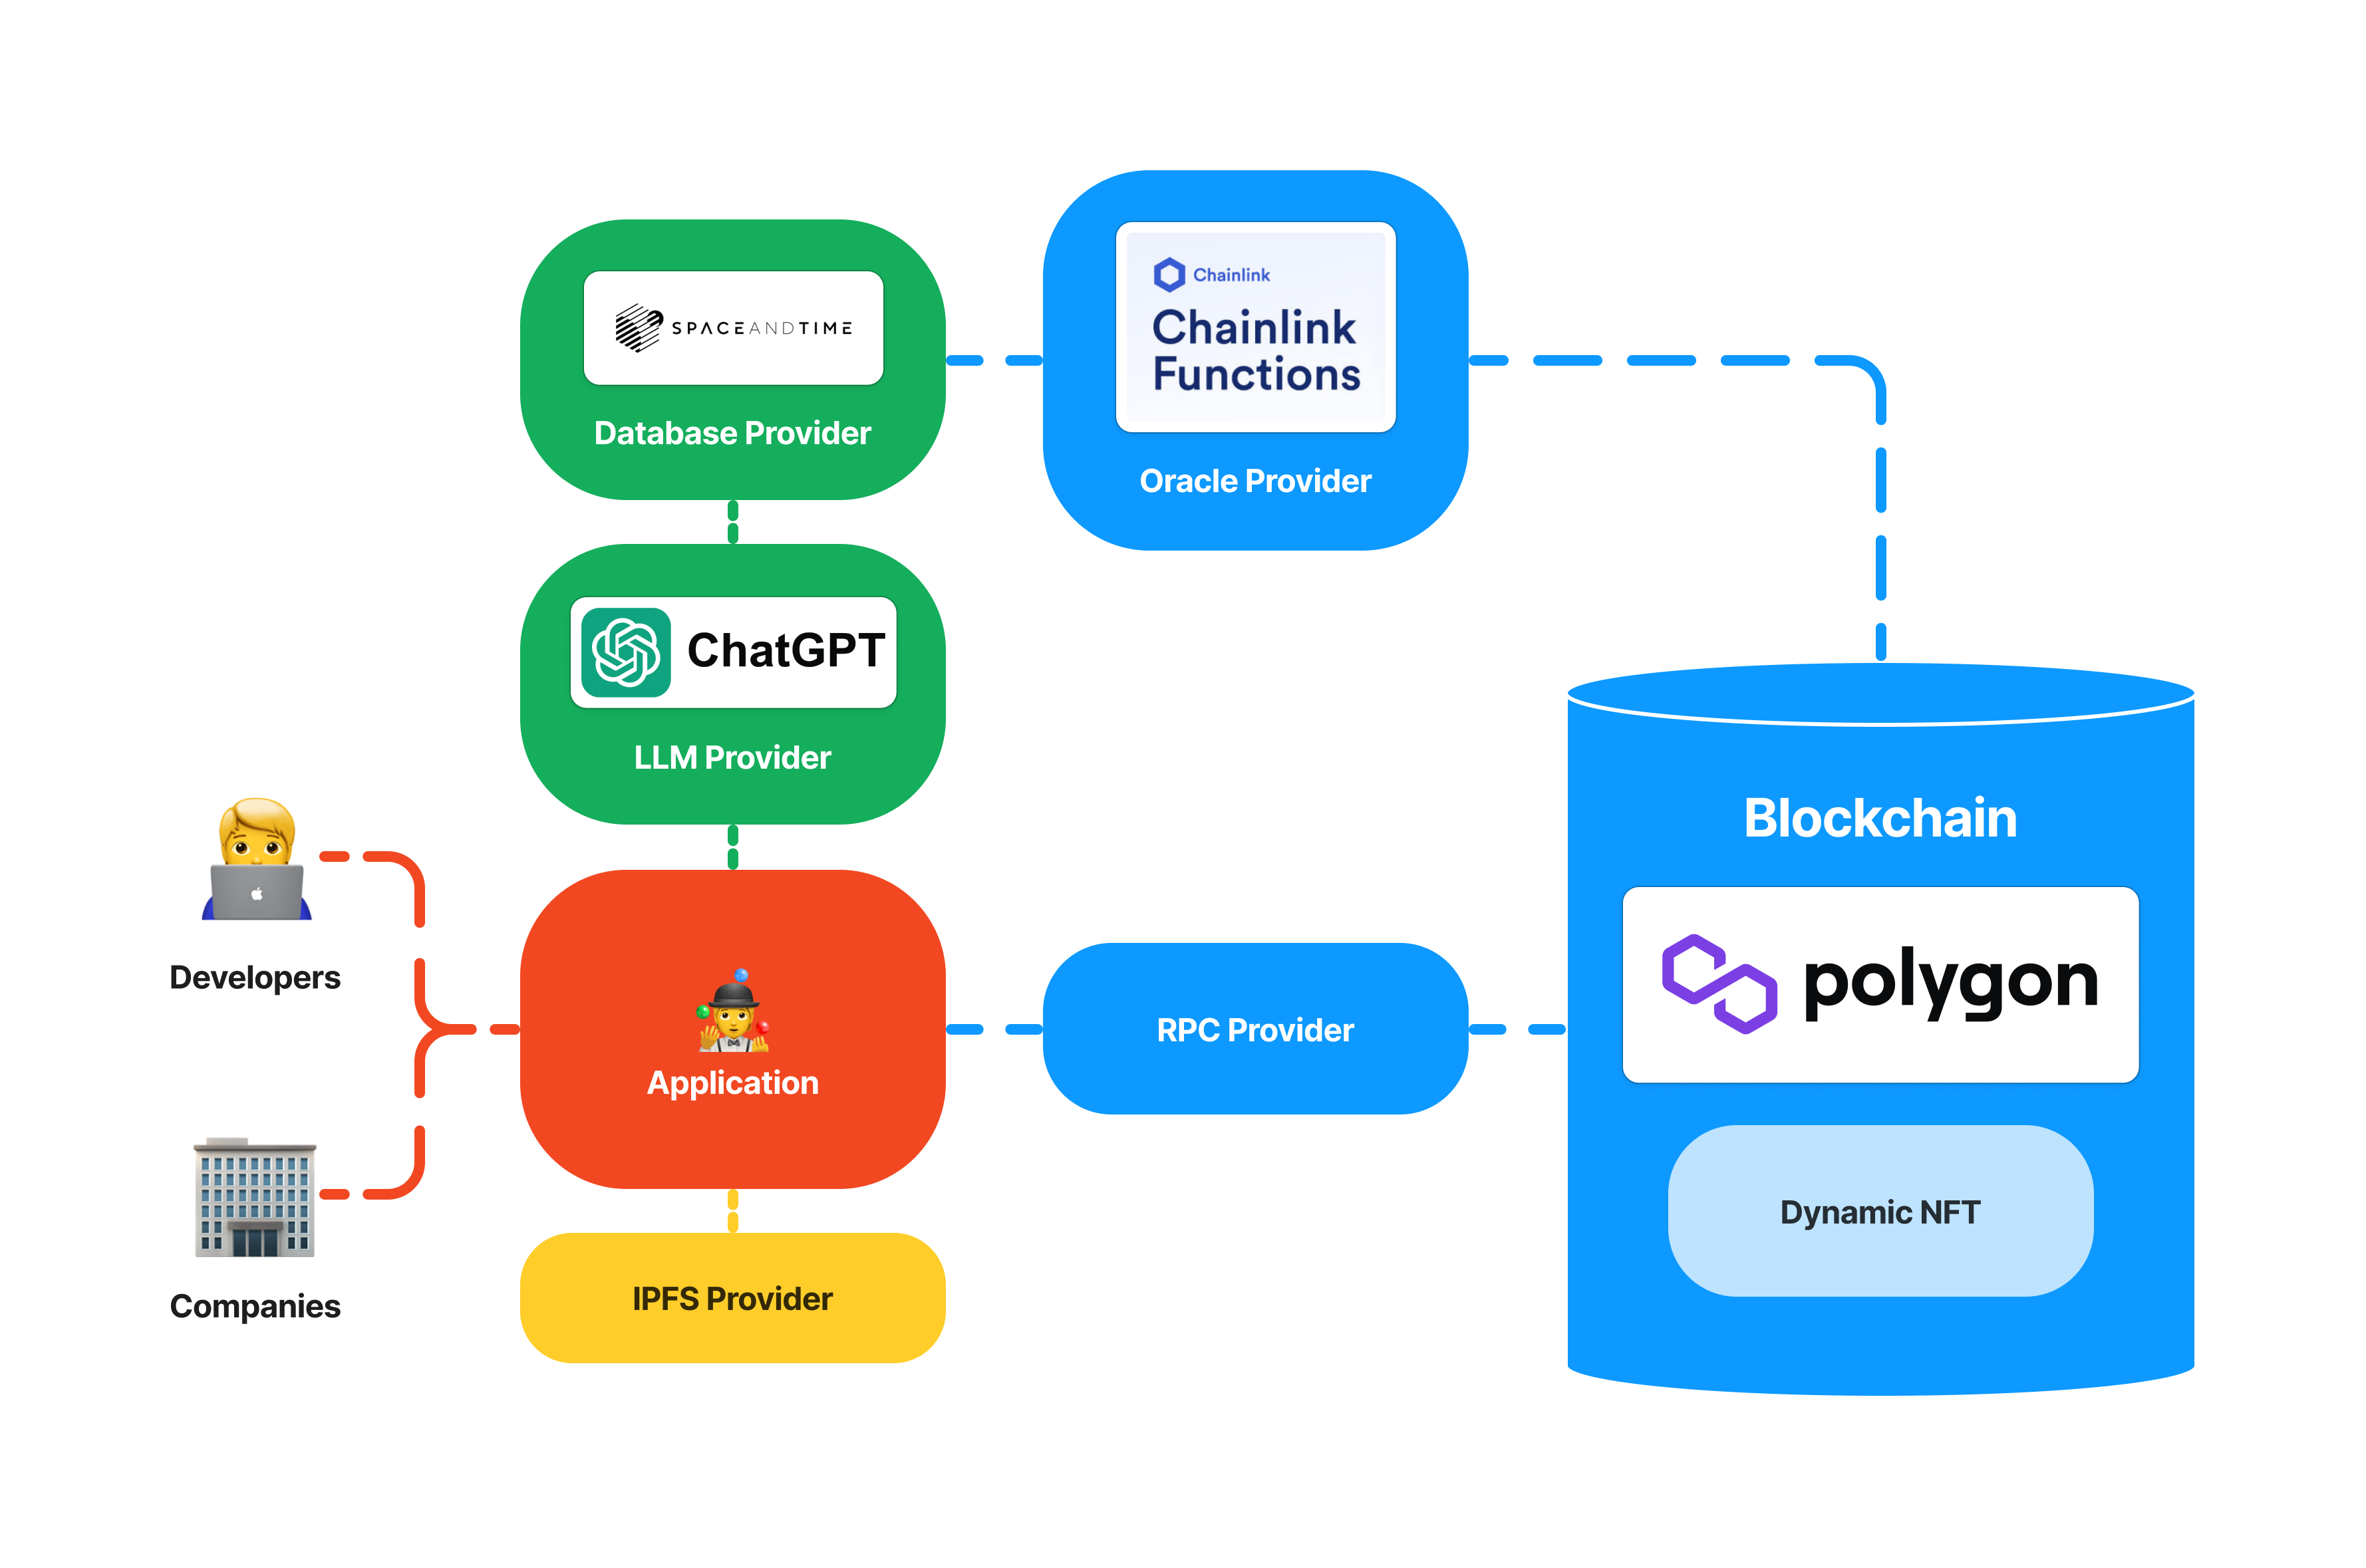 SPACEANDTIME
Database Provider
Chainlink
Chainlink
Functions
Oracle Provider
ChatGPT
LLM Provider
Developers
Companies
Application
IPFS Provider
RPC Provider
Blockchain
polygon
Dynamic NFT